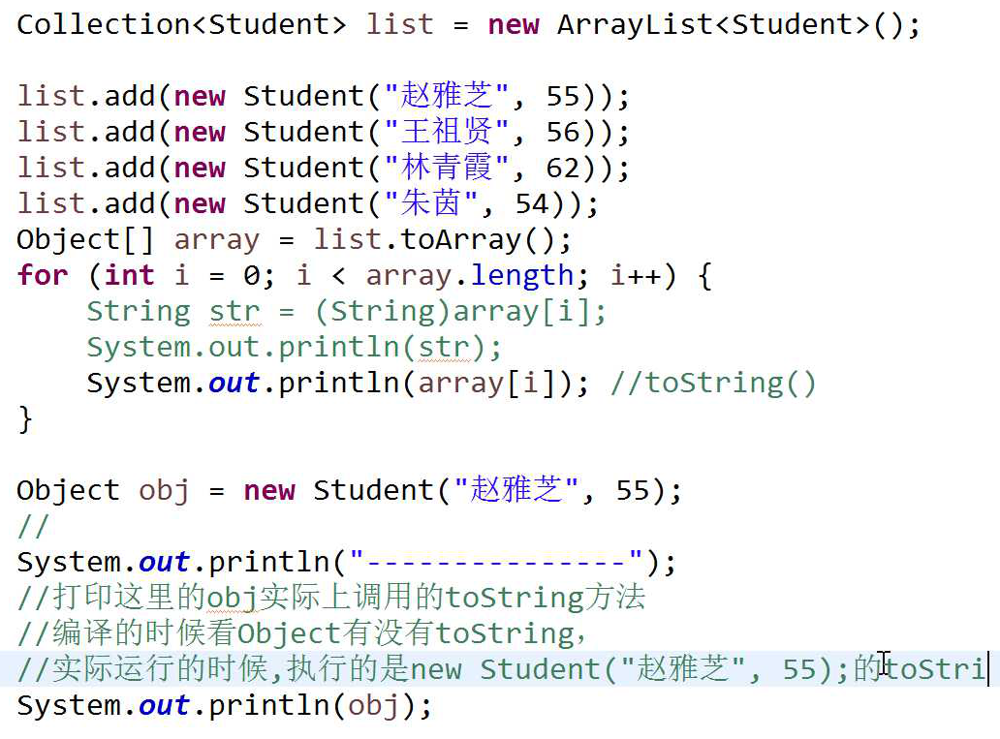 Collection<Student> list = new ArrayList<Student>();
list.add(new Student("赵雅芝", 55));
list.add(new Student("王祖贤", 56));
list.add(new Student("林青霞", 62));
list.add(new Student("朱茵", 54));
Object[] array = list.toArray();
for (int i = 0; i < array.length; i++) {
String str = (String)array[i];
System.out.println(str);
System.out.println(array[i]); //toString()
}
Object obj = new Student("赵雅芝", 55);
//
System.out.println("---------------");
//打印这里的obj实际上调用的toString方法
//编译的时候看Object有没有toString，
//实际运行的时候,执行的是new Student("赵雅芝", 55);的toStri
System.out.println(obj);